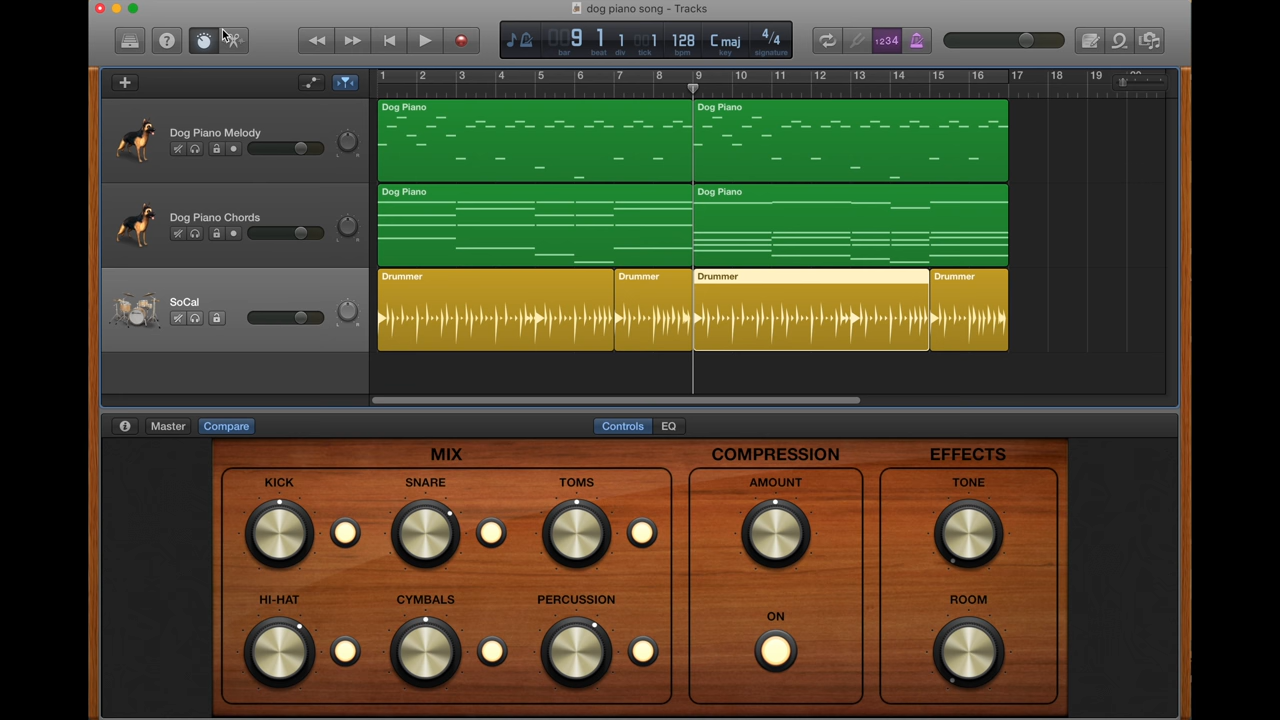 dog piano song - Tracks
?
009 1 1 001 128 C maj 4/4
bar beat div tick bpm key signature
1234
1 2 3 4 5 6 7 8 9 10 11 12 13 14 15 16 17 18 19
Dog Piano Dog Piano
Dog Piano Melody
L R
Dog Piano Dog Piano
Dog Piano Chords
L R
Drummer Drummer Drummer Drummer
SoCal
L R
Master Compare Controls EQ
MIX COMPRESSION EFFECTS
KICK SNARE TOMS AMOUNT TONE
HI-HAT CYMBALS PERCUSSION ON ROOM